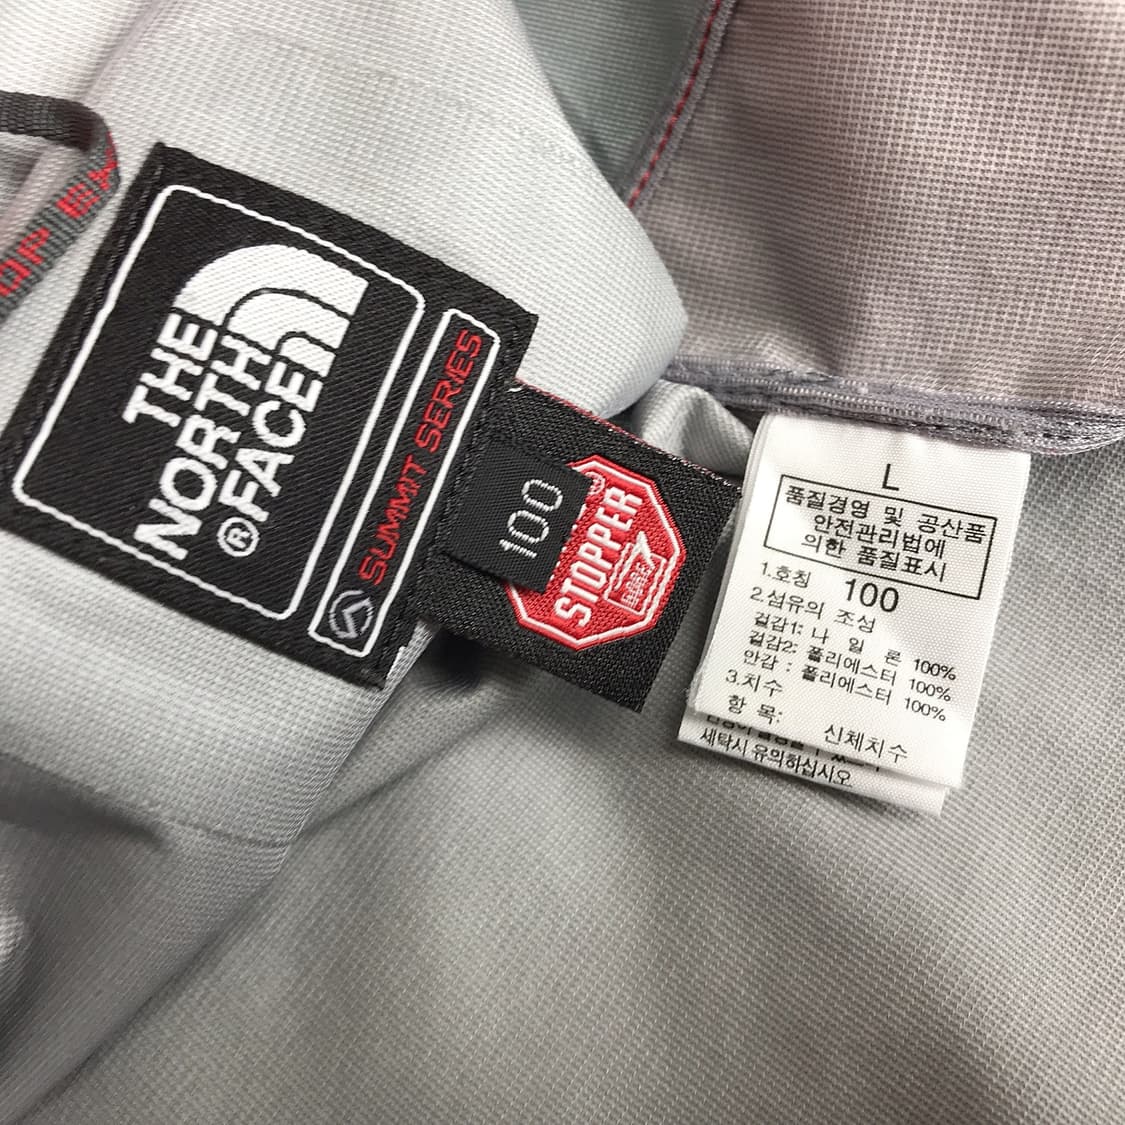 THE
NORTH
®FACE
SUMMIT SERIES
100
STOPPER
L
품질경영 및 공산품
안전관리법에
의한 품질표시
1.호칭 100
2.섬유의 조성
겉감1: 나 일 론 100%
겉감2: 폴리에스터 100%
안감 : 폴리에스터 100%
3.치수
항 목: 신체치수
세탁시 유의하십시오